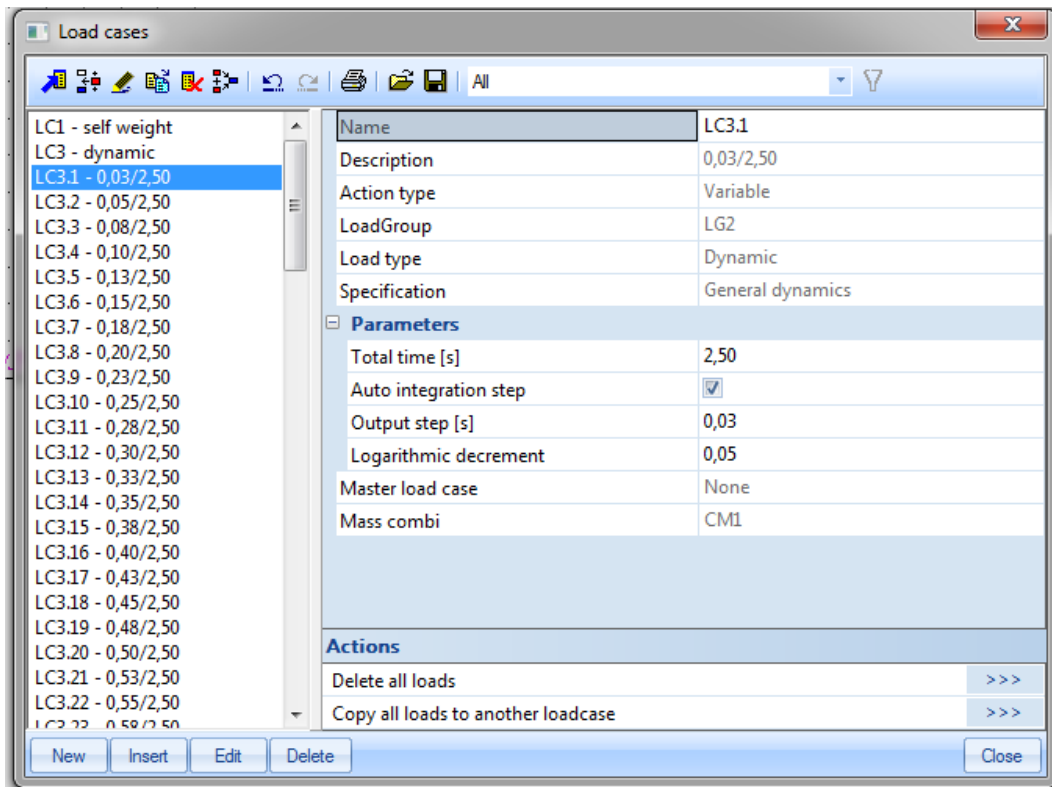 Load cases
All
LC1 - self weight
LC3 - dynamic
LC3.1 - 0,03/2,50
LC3.2 - 0,05/2,50
LC3.3 - 0,08/2,50
LC3.4 - 0,10/2,50
LC3.5 - 0,13/2,50
LC3.6 - 0,15/2,50
LC3.7 - 0,18/2,50
LC3.8 - 0,20/2,50
LC3.9 - 0,23/2,50
LC3.10 - 0,25/2,50
LC3.11 - 0,28/2,50
LC3.12 - 0,30/2,50
LC3.13 - 0,33/2,50
LC3.14 - 0,35/2,50
LC3.15 - 0,38/2,50
LC3.16 - 0,40/2,50
LC3.17 - 0,43/2,50
LC3.18 - 0,45/2,50
LC3.19 - 0,48/2,50
LC3.20 - 0,50/2,50
LC3.21 - 0,53/2,50
LC3.22 - 0,55/2,50
LC3.23 - 0,58/2,50
Name LC3.1
Description 0,03/2,50
Action type Variable
LoadGroup LG2
Load type Dynamic
Specification General dynamics
Parameters
Total time [s] 2,50
Auto integration step
Output step [s] 0,03
Logarithmic decrement 0,05
Master load case None
Mass combi CM1
Actions
Delete all loads >>>
Copy all loads to another loadcase >>>
New Insert Edit Delete Close